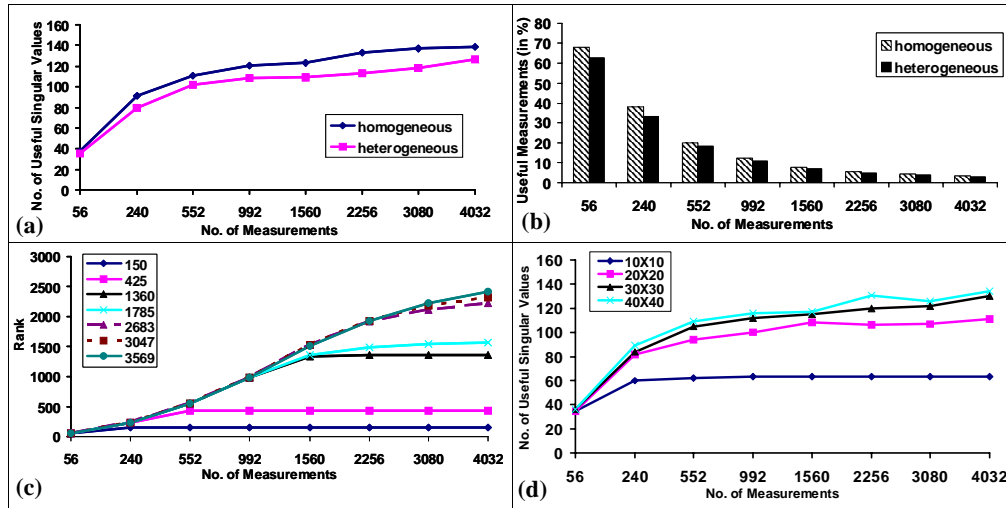 No. of Useful Singular Values
160
140
120
100
80
60
40
20
0
homogeneous
heterogeneous
56 240 552 992 1560 2256 3080 4032
No. of Measurements
(a)
Useful Measurements (in %)
80
70
60
50
40
30
20
10
0
homogeneous
heterogeneous
56 240 552 992 1560 2256 3080 4032
No. of Measurements
(b)
Rank
3000
2500
2000
1500
1000
500
0
150
425
1360
1785
2683
3047
3569
56 240 552 992 1560 2256 3080 4032
No. of Measurements
(c)
No. of Useful Singular Values
160
140
120
100
80
60
40
20
0
10X10
20X20
30X30
40X40
56 240 552 992 1560 2256 3080 4032
No. of Measurements
(d)